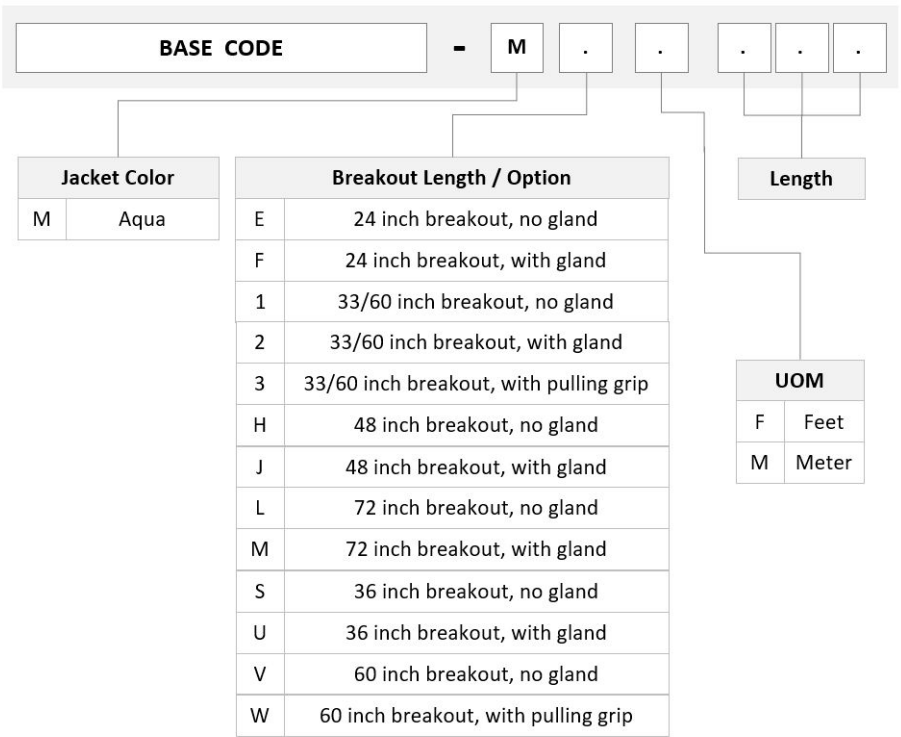 BASE CODE - M . . . . .
Jacket Color
M Aqua
Breakout Length / Option
E 24 inch breakout, no gland
F 24 inch breakout, with gland
1 33/60 inch breakout, no gland
2 33/60 inch breakout, with gland
3 33/60 inch breakout, with pulling grip
H 48 inch breakout, no gland
J 48 inch breakout, with gland
L 72 inch breakout, no gland
M 72 inch breakout, with gland
S 36 inch breakout, no gland
U 36 inch breakout, with gland
V 60 inch breakout, no gland
W 60 inch breakout, with pulling grip
Length
UOM
F Feet
M Meter